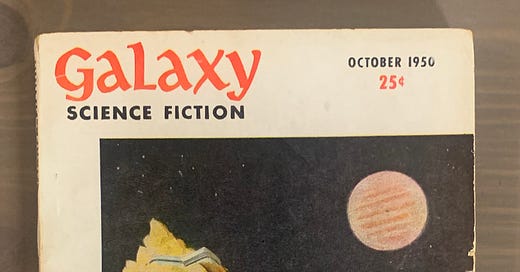 GaLaxy
SCIENCE FICTION
OCTOBER 1950
25¢